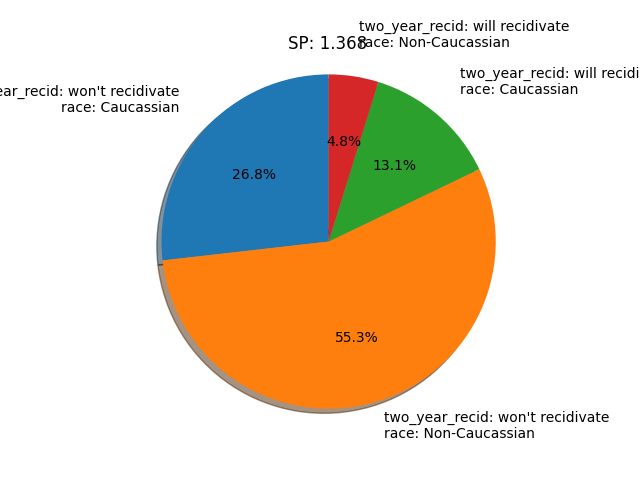 two_year_recid: will recidivate
race: Non-Caucassian
SP: 1.368
two_year_recid: will recidi
race: Caucassian
ear_recid: won't recidivate
race: Caucassian
4.8%
13.1%
26.8%
55.3%
two_year_recid: won't recidivate
race: Non-Caucassian